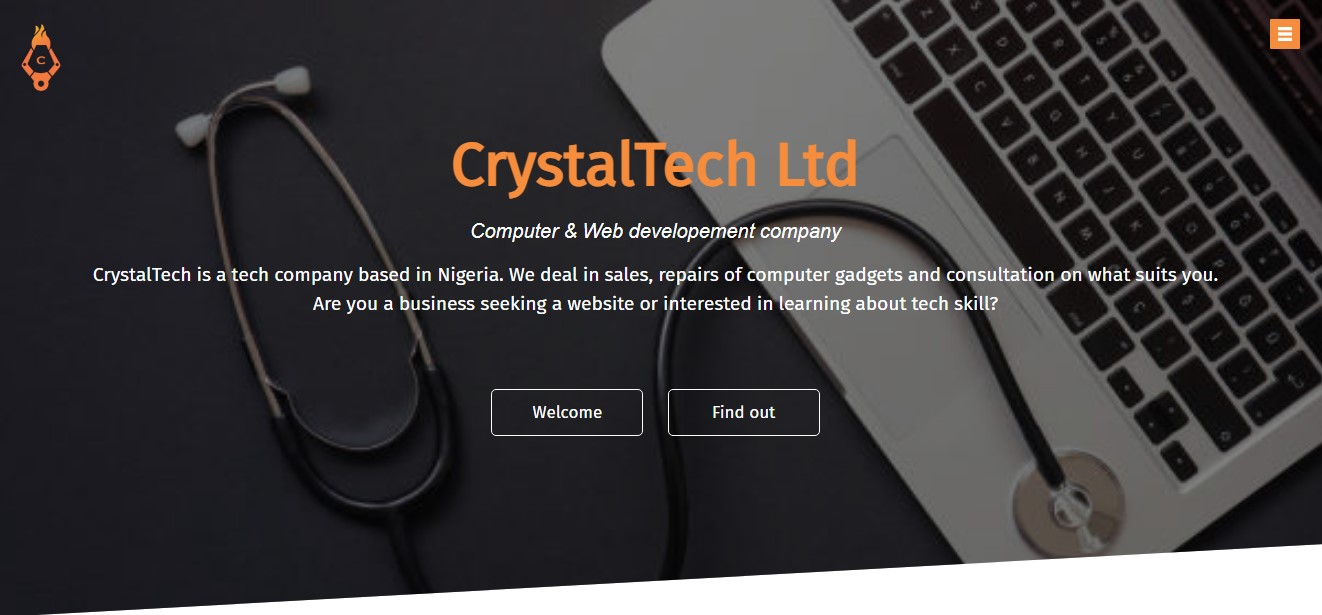 C
CrystalTech Ltd
Computer & Web developement company
CrystalTech is a tech company based in Nigeria. We deal in sales, repairs of computer gadgets and consultation on what suits you.
Are you a business seeking a website or interested in learning about tech skill?
Welcome
Find out